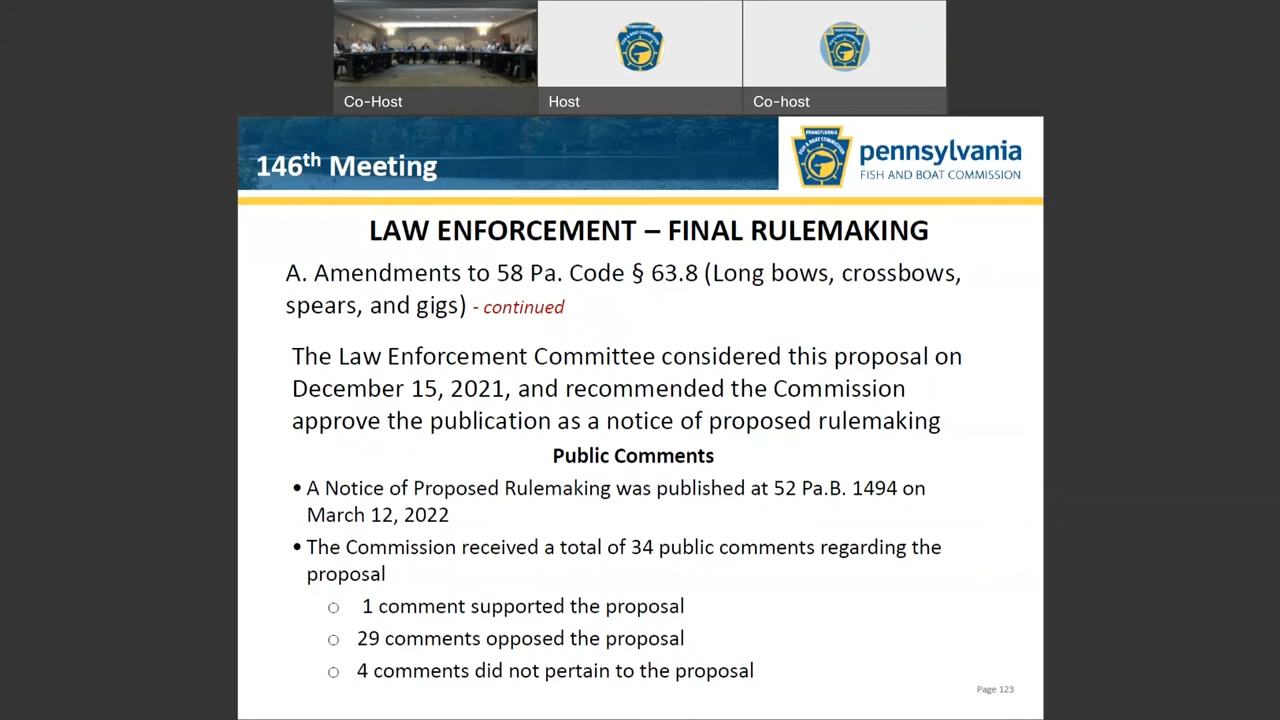 Co-Host
Host
Co-host
146th Meeting
pennsylvania
FISH AND BOAT COMMISSION
LAW ENFORCEMENT – FINAL RULEMAKING
A. Amendments to 58 Pa. Code § 63.8 (Long bows, crossbows,
spears, and gigs) - continued
The Law Enforcement Committee considered this proposal on
December 15, 2021, and recommended the Commission
approve the publication as a notice of proposed rulemaking
Public Comments
• A Notice of Proposed Rulemaking was published at 52 Pa.B. 1494 on
March 12, 2022
• The Commission received a total of 34 public comments regarding the
proposal
○ 1 comment supported the proposal
○ 29 comments opposed the proposal
○ 4 comments did not pertain to the proposal
Page 123